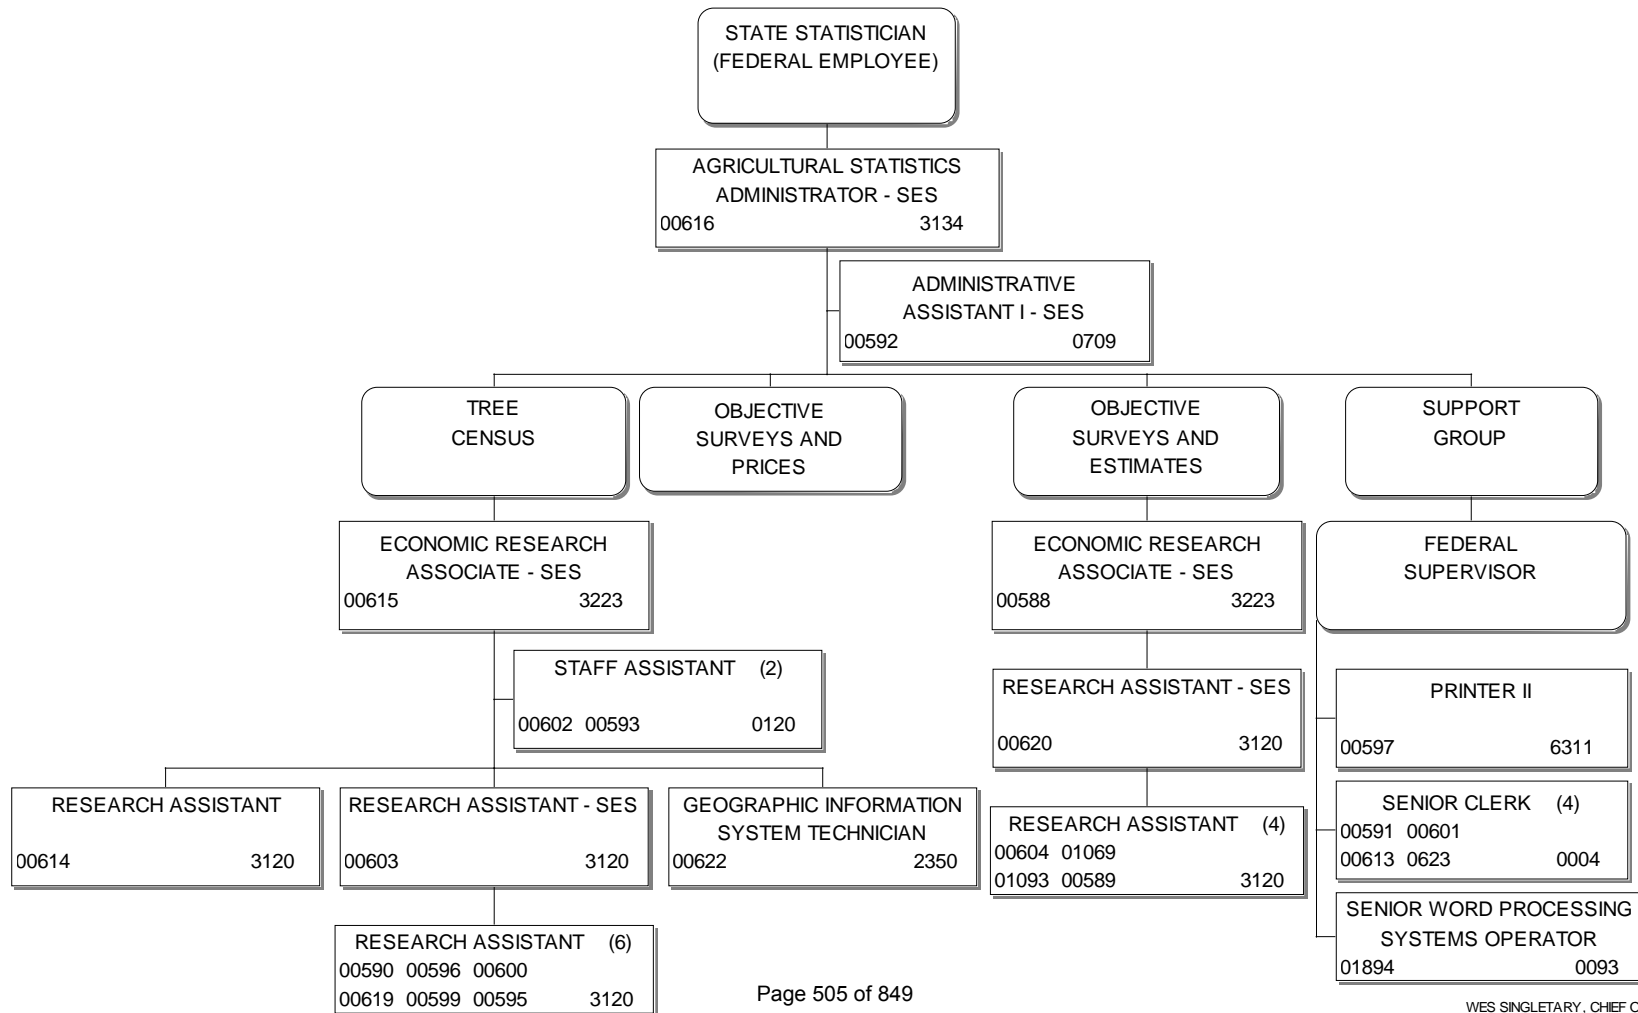 STATE STATISTICIAN
(FEDERAL EMPLOYEE)
AGRICULTURAL STATISTICS
ADMINISTRATOR - SES
00616 3134
ADMINISTRATIVE
ASSISTANT I - SES
00592 0709
TREE
CENSUS
OBJECTIVE
SURVEYS AND
PRICES
OBJECTIVE
SURVEYS AND
ESTIMATES
SUPPORT
GROUP
ECONOMIC RESEARCH
ASSOCIATE - SES
00615 3223
ECONOMIC RESEARCH
ASSOCIATE - SES
00588 3223
FEDERAL
SUPERVISOR
STAFF ASSISTANT (2)
00602 00593 0120
RESEARCH ASSISTANT - SES
00620 3120
PRINTER II
00597 6311
RESEARCH ASSISTANT
00614 3120
RESEARCH ASSISTANT - SES
00603 3120
GEOGRAPHIC INFORMATION
SYSTEM TECHNICIAN
00622 2350
RESEARCH ASSISTANT (4)
00604 01069
01093 00589 3120
SENIOR CLERK (4)
00591 00601
00613 0623 0004
SENIOR WORD PROCESSING
SYSTEMS OPERATOR
01894 0093
RESEARCH ASSISTANT (6)
00590 00596 00600
00619 00599 00595 3120
Page 505 of 849
WES SINGLETARY, CHIEF